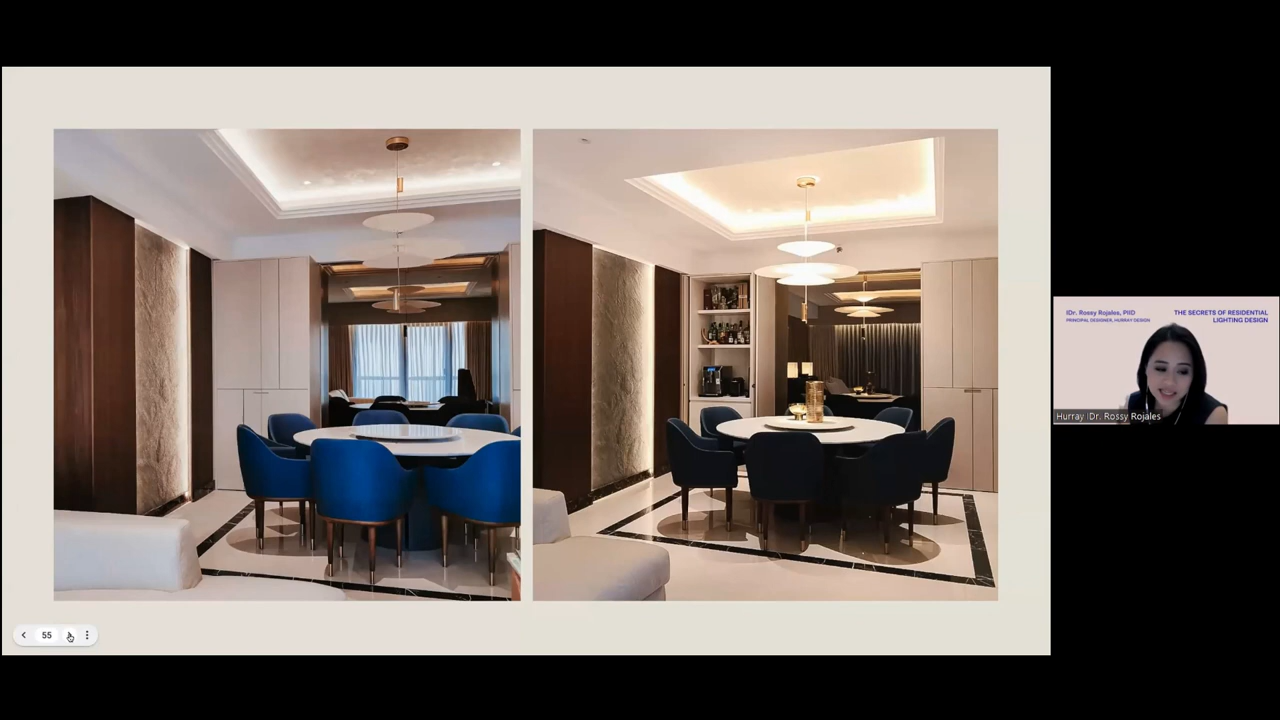 55
IDr. Rossy Rojales, PIID
PRINCIPAL DESIGNER, HURRAY DESIGN
THE SECRETS OF RESIDENTIAL
LIGHTING DESIGN
Hurray IDr. Rossy Rojales